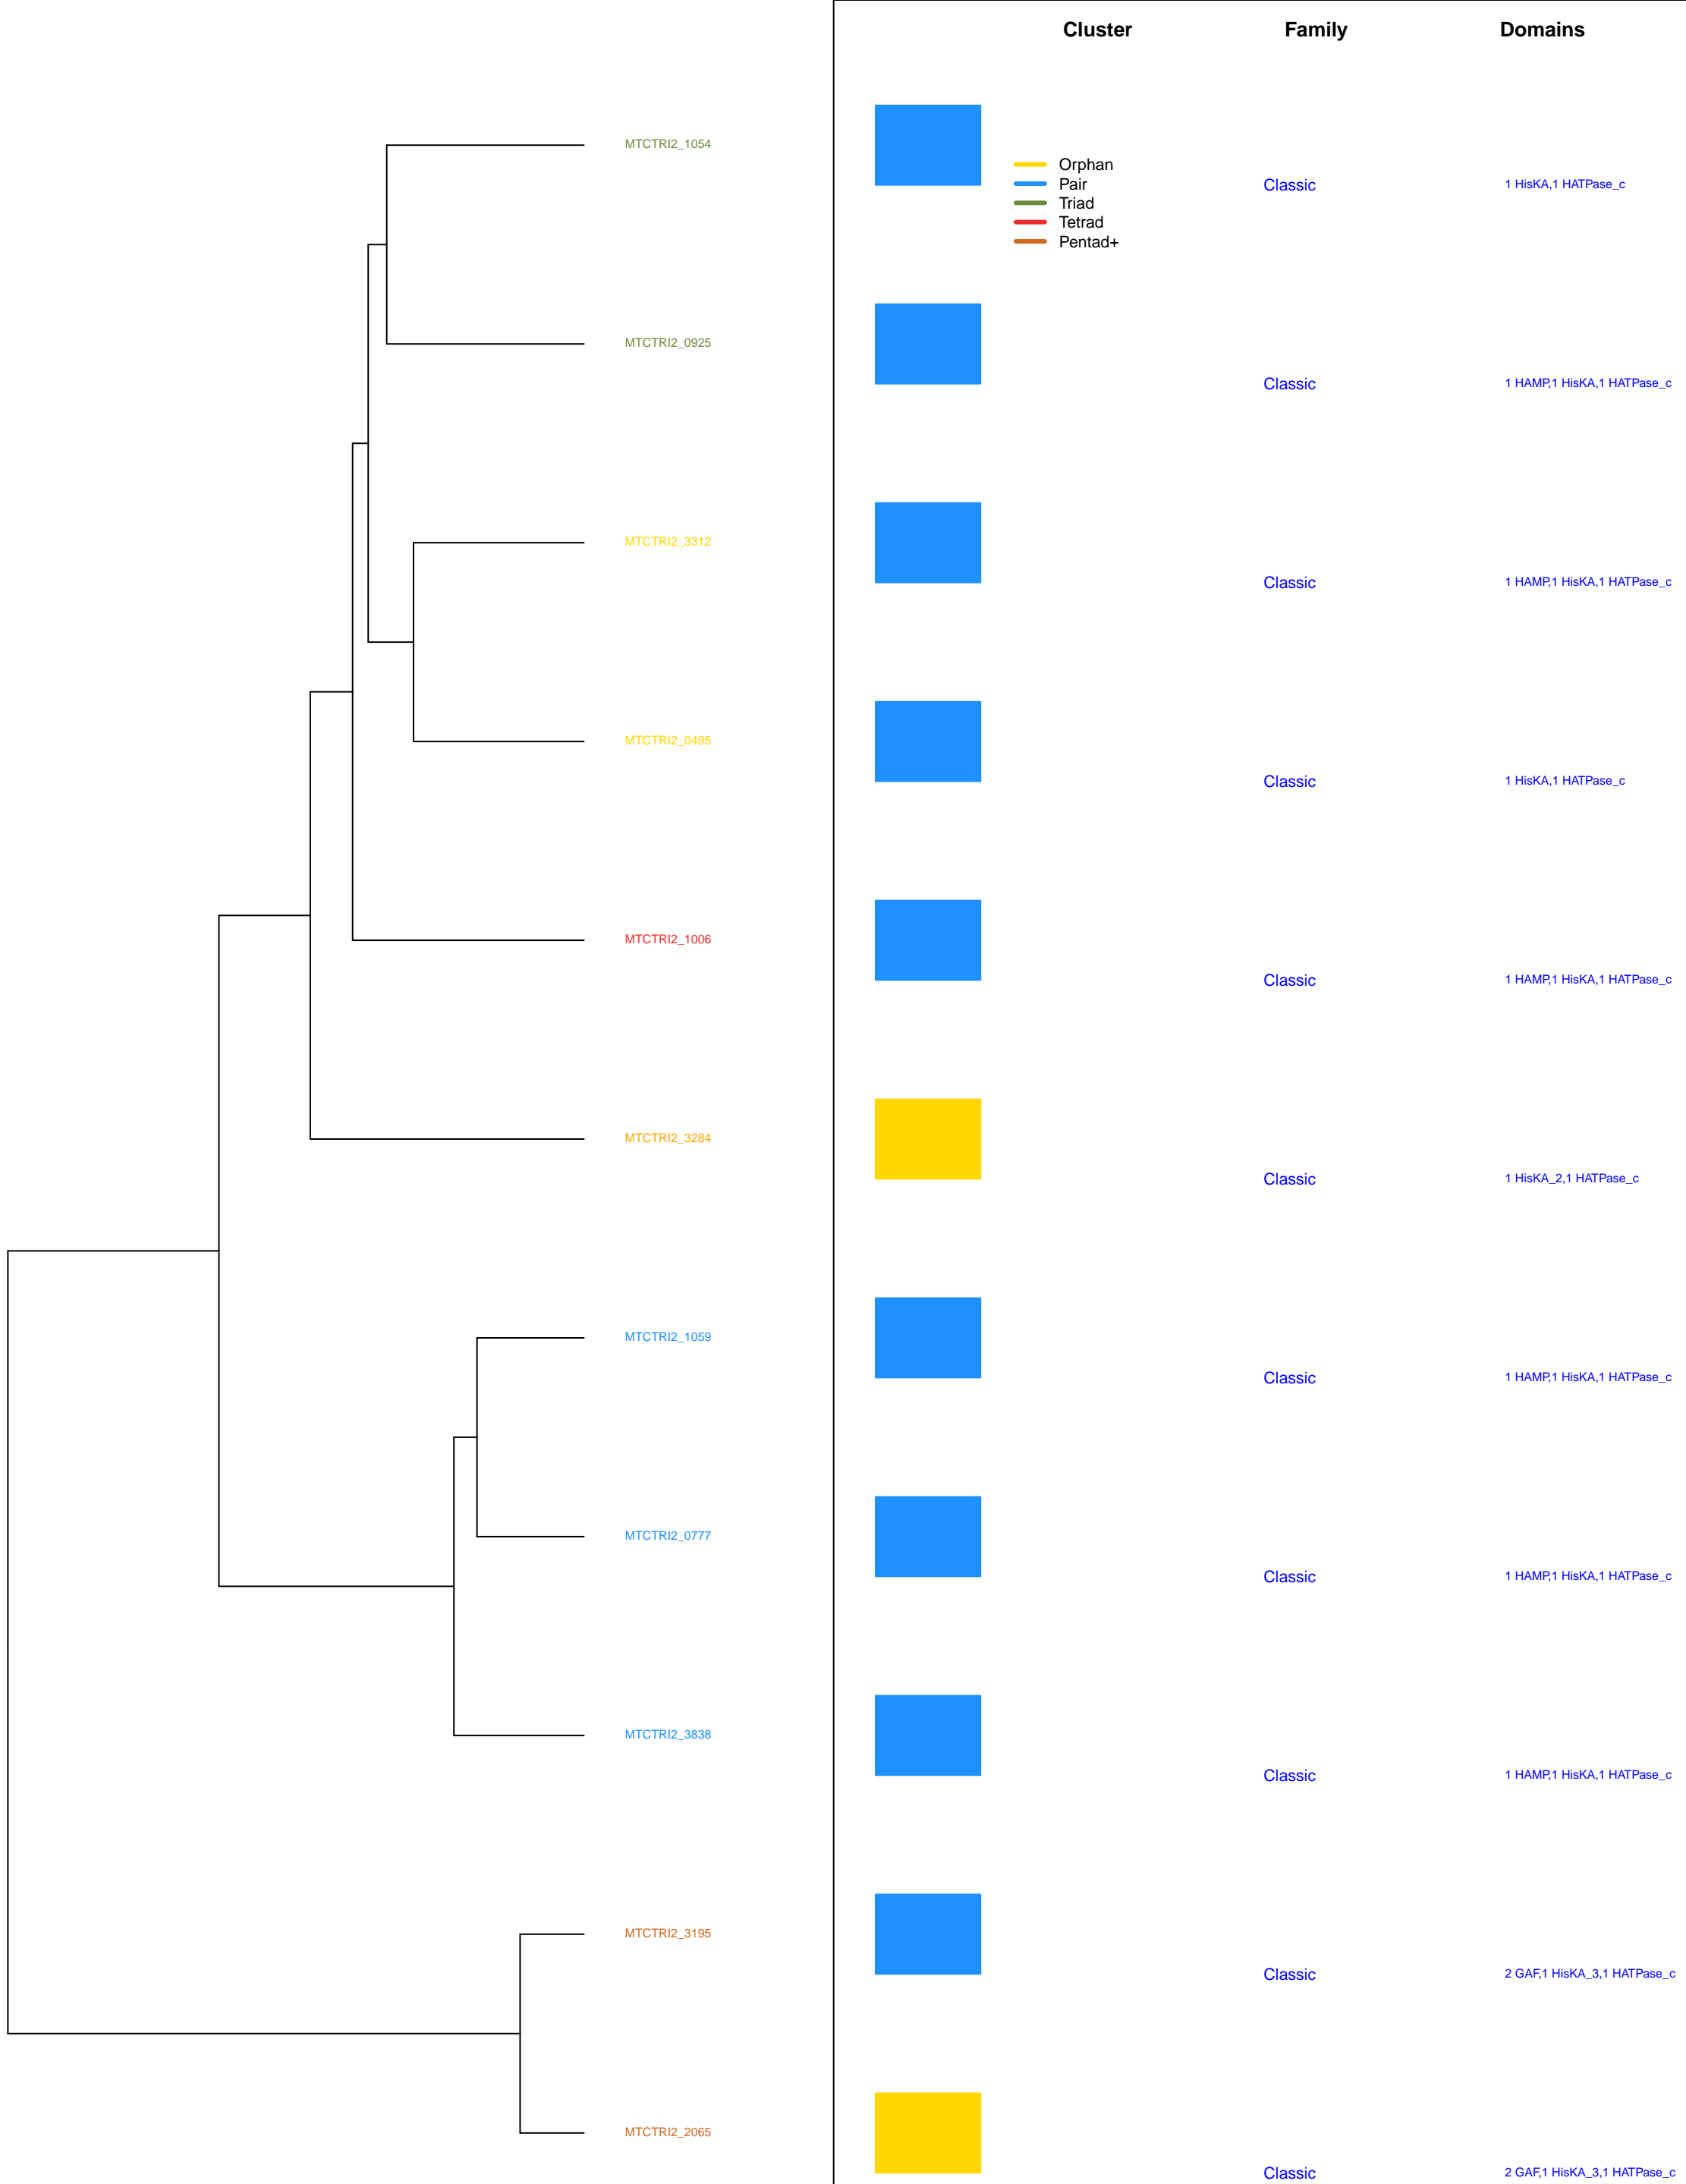 Cluster Family Domains
MTCTRI2_1054
Orphan
Pair
Triad
Tetrad
Pentad+
Classic 1 HisKA,1 HATPase_c
MTCTRI2_0925
Classic 1 HAMP,1 HisKA,1 HATPase_c
MTCTRI2_3312
Classic 1 HAMP,1 HisKA,1 HATPase_c
MTCTRI2_0495
Classic 1 HisKA,1 HATPase_c
MTCTRI2_1006
Classic 1 HAMP,1 HisKA,1 HATPase_c
MTCTRI2_3284
Classic 1 HisKA_2,1 HATPase_c
MTCTRI2_1059
Classic 1 HAMP,1 HisKA,1 HATPase_c
MTCTRI2_0777
Classic 1 HAMP,1 HisKA,1 HATPase_c
MTCTRI2_3838
Classic 1 HAMP,1 HisKA,1 HATPase_c
MTCTRI2_3195
Classic 2 GAF,1 HisKA_3,1 HATPase_c
MTCTRI2_2065
Classic 2 GAF,1 HisKA_3,1 HATPase_c